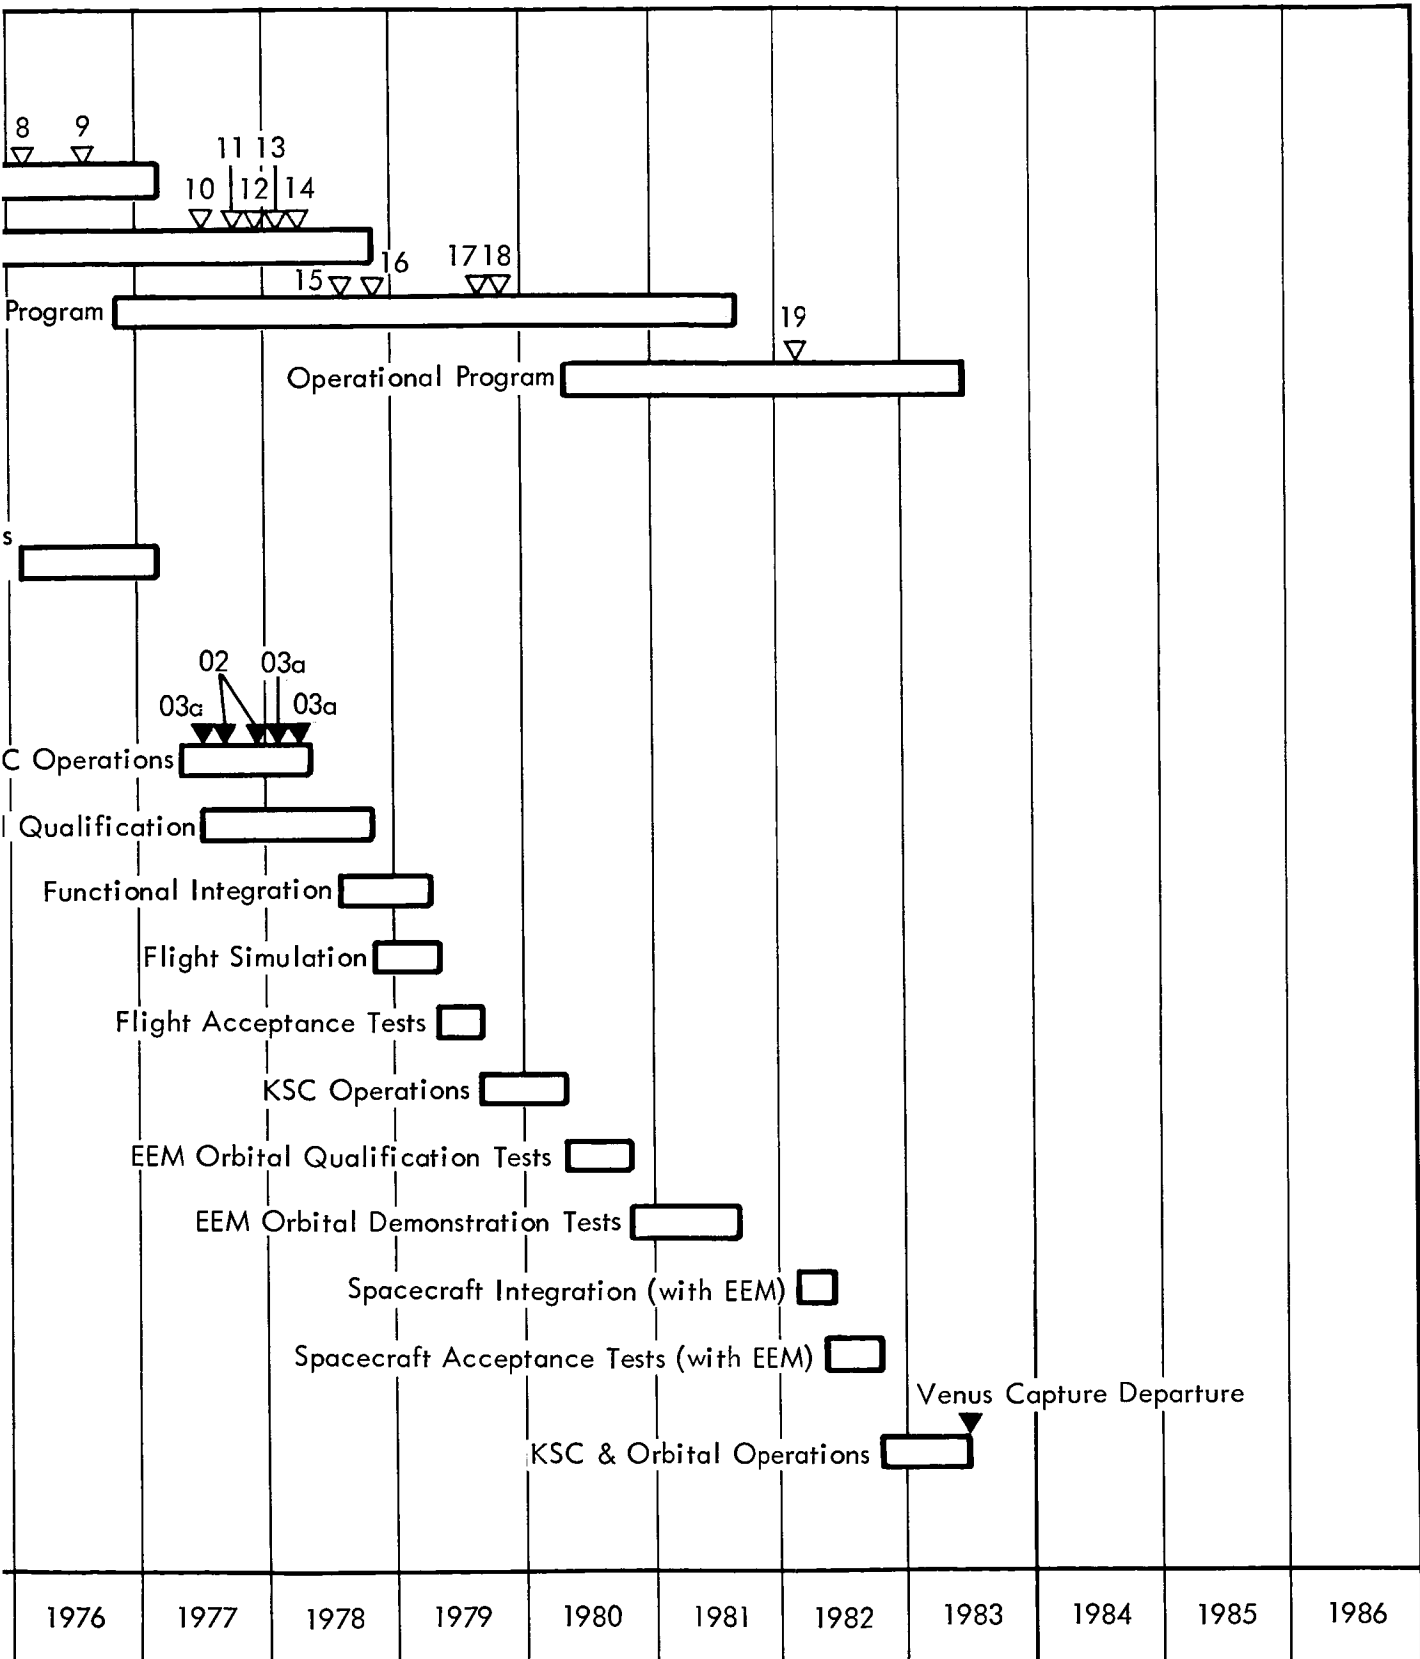 8 9
11 13
10 12 14
15 16 17 18
Program
19
Operational Program
s
02 03a
03a 03a
C Operations
l Qualification
Functional Integration
Flight Simulation
Flight Acceptance Tests
KSC Operations
EEM Orbital Qualification Tests
EEM Orbital Demonstration Tests
Spacecraft Integration (with EEM)
Spacecraft Acceptance Tests (with EEM)
Venus Capture Departure
KSC & Orbital Operations
1976 1977 1978 1979 1980 1981 1982 1983 1984 1985 1986